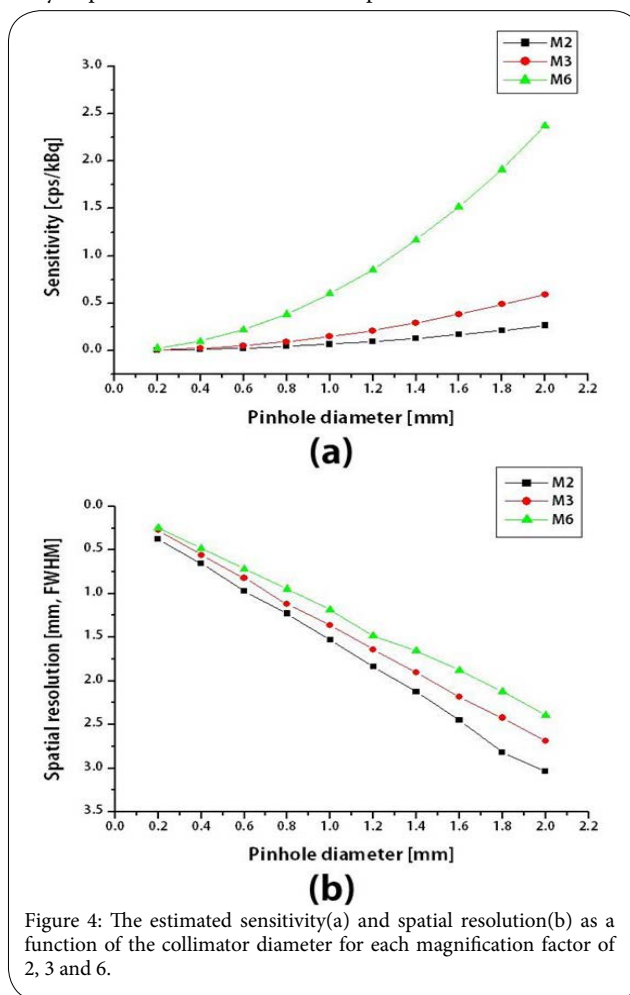 M2
M3
M6
3.0
2.5
2.0
1.5
1.0
0.5
0.0
Sensitivity [cps/kBq]
0.0 0.2 0.4 0.6 0.8 1.0 1.2 1.4 1.6 1.8 2.0 2.2
Pinhole diameter [mm]
(a)
M2
M3
M6
0.0
0.5
1.0
1.5
2.0
2.5
3.0
3.5
Spatial resolution [mm, FWHM]
0.0 0.2 0.4 0.6 0.8 1.0 1.2 1.4 1.6 1.8 2.0 2.2
Pinhole diameter [mm]
(b)
Figure 4: The estimated sensitivity(a) and spatial resolution(b) as a
function of the collimator diameter for each magnification factor of
2, 3 and 6.